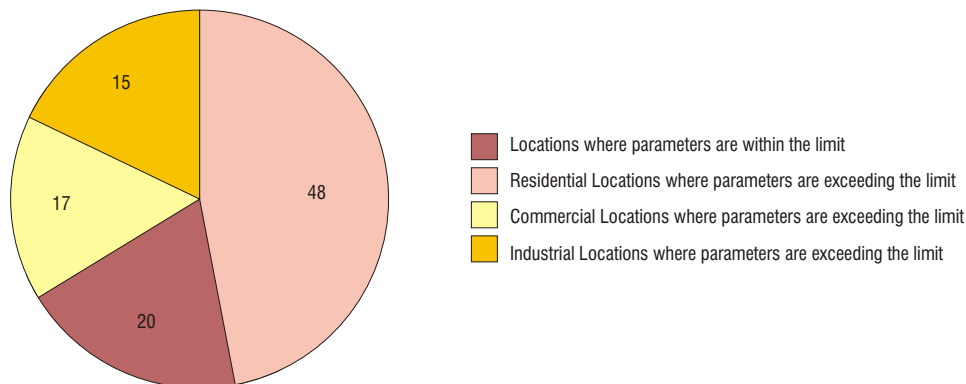 15
48
17
20
Locations where parameters are within the limit
Residential Locations where parameters are exceeding the limit
Commercial Locations where parameters are exceeding the limit
Industrial Locations where parameters are exceeding the limit